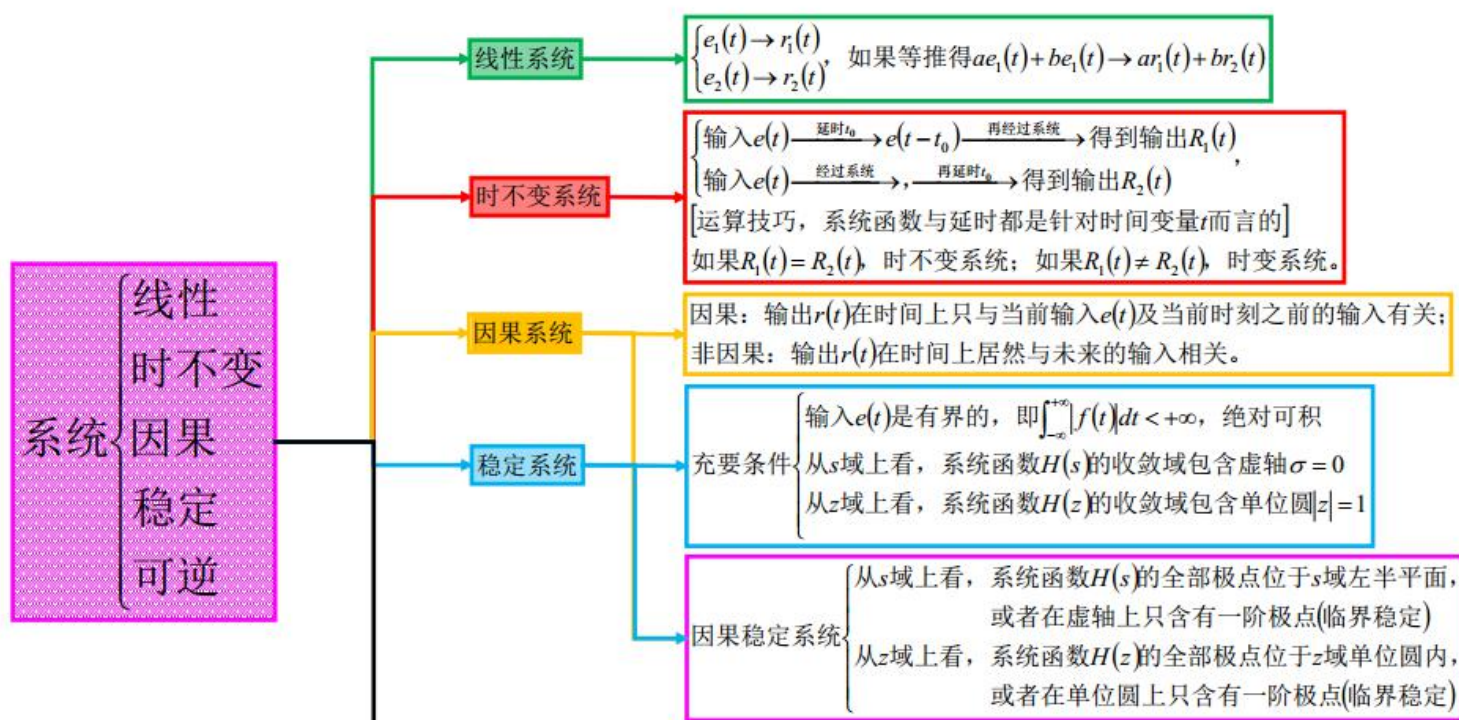 系统
线性
时不变
因果
稳定
可逆
线性系统
e₁(t)→r₁(t)
e₂(t)→r₂(t)
，如果等推得ae₁(t)+be₁(t)→ar₁(t)+br₂(t)
时不变系统
输入e(t) 延时t₀→e(t−t₀) 再经过系统→得到输出R₁(t)
输入e(t) 经过系统→, 再延时t₀→得到输出R₂(t)，
[运算技巧，系统函数与延时都是针对时间变量t而言的]
如果R₁(t)=R₂(t)，时不变系统；如果R₁(t)≠R₂(t)，时变系统。
因果系统
因果：输出r(t)在时间上只与当前输入e(t)及当前时刻之前的输入有关；
非因果：输出r(t)在时间上居然与未来的输入相关。
稳定系统
充要条件
输入e(t)是有界的，即∫₋∞⁺∞|f(t)|dt<+∞，绝对可积
从s域上看，系统函数H(s)的收敛域包含虚轴σ=0
从z域上看，系统函数H(z)的收敛域包含单位圆|z|=1
因果稳定系统
从s域上看，系统函数H(s)的全部极点位于s域左半平面，
或者在虚轴上只含有一阶极点(临界稳定)
从z域上看，系统函数H(z)的全部极点位于z域单位圆内，
或者在单位圆上只含有一阶极点(临界稳定)